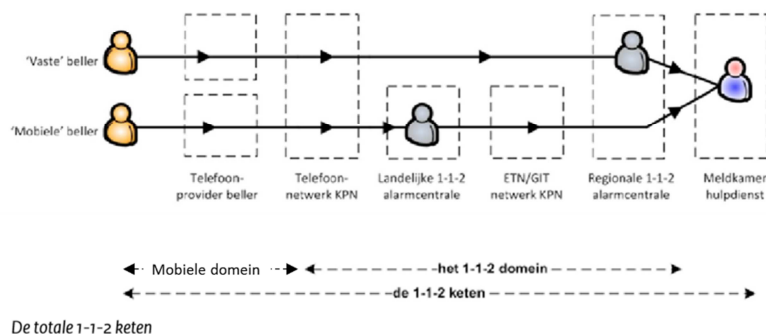 'Vaste' beller
'Mobiele' beller
Telefoon-
provider beller
Telefoon-
netwerk KPN
Landelijke 1-1-2
alarmcentrale
ETN/GIT
netwerk KPN
Regionale 1-1-2
alarmcentrale
Meldkamer
hulpdienst
Mobiele domein
het 1-1-2 domein
de 1-1-2 keten
De totale 1-1-2 keten